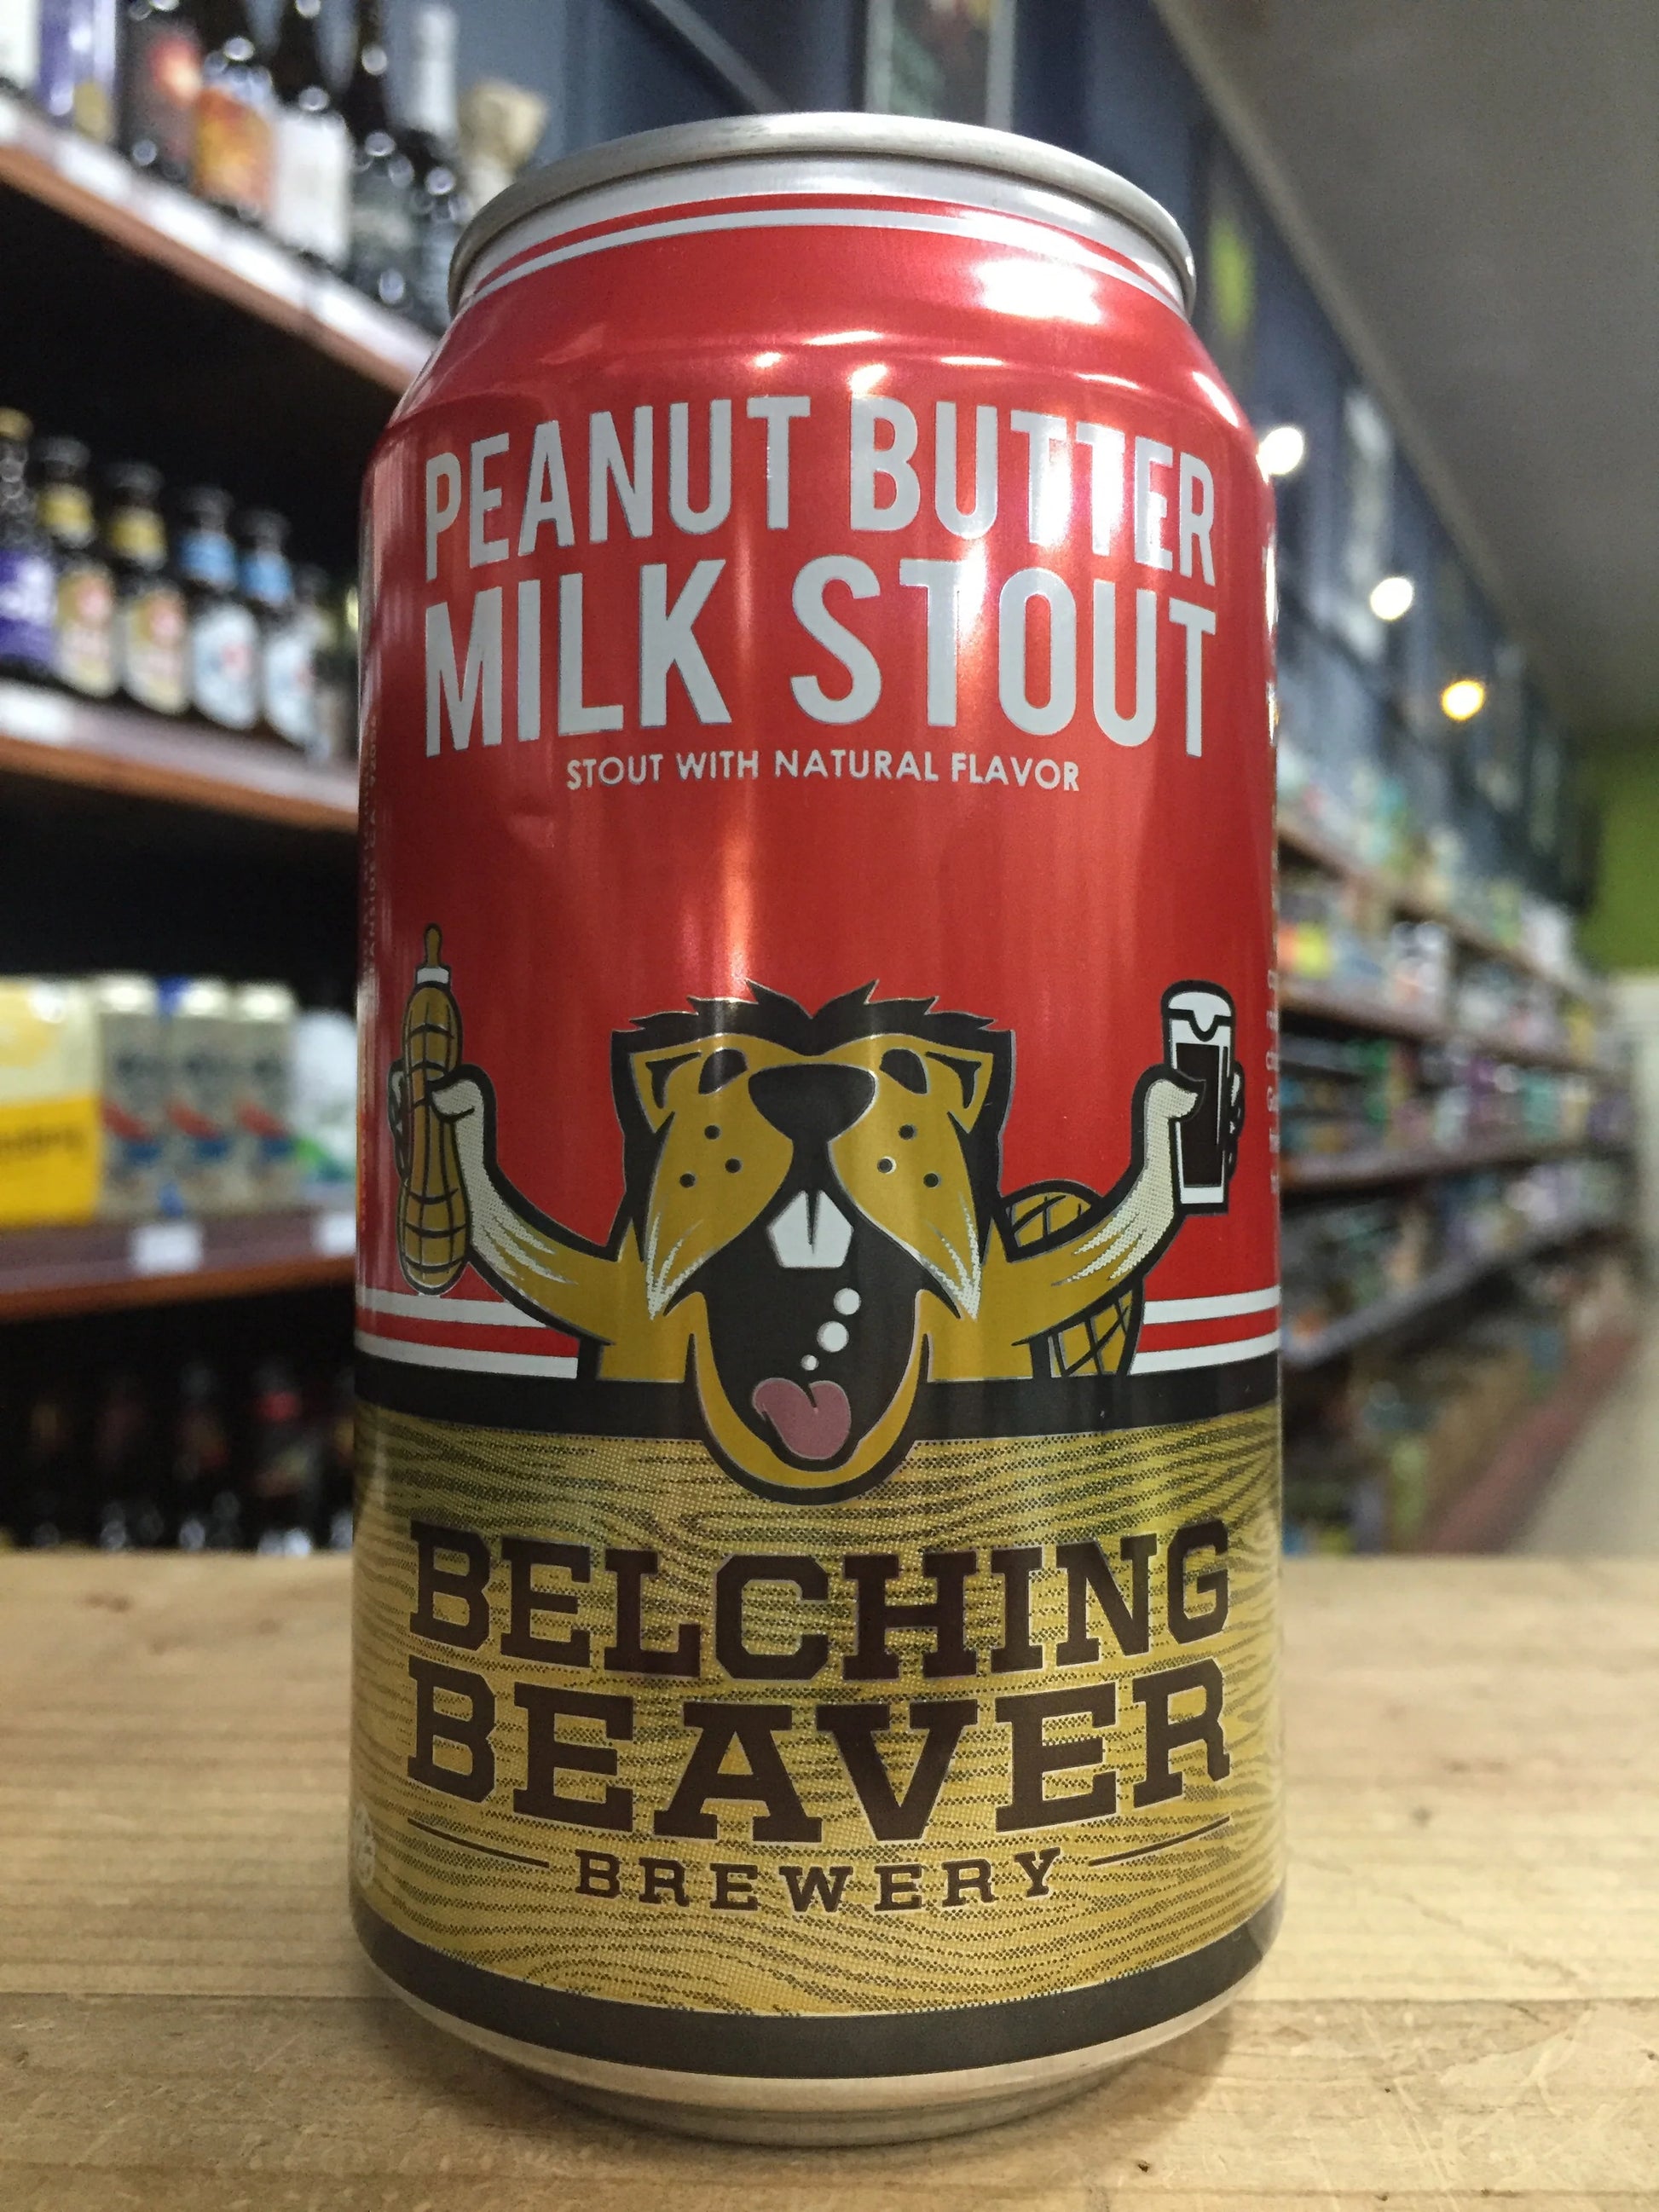 PEANUT BUTTER
MILK STOUT
STOUT WITH NATURAL FLAVOR
BELCHING
BEAVER
BREWERY